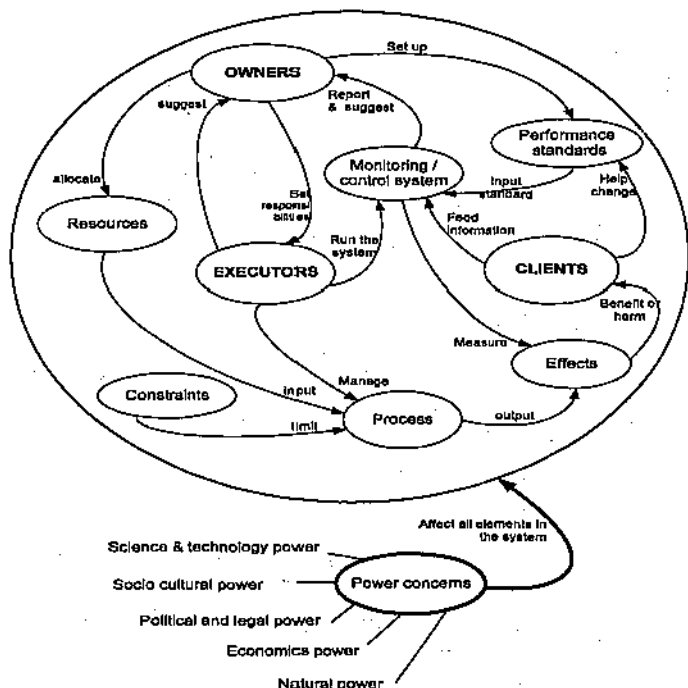 Set up
OWNERS
suggest
Report
& suggest
Performance
standards
Monitoring /
control system
allocate
Input
standard
Help
change
Set
respons
bilities
Resources
Feed
information
Run the
system
EXECUTORS
CLIENTS
Benefit or
harm
Measure
Effects
Constraints
input
Manage
Process
output
limit
Affect all elements in
the system
Science & technology power
Socio cultural power
Power concerns
Political and legal power
Economics power
Natural power